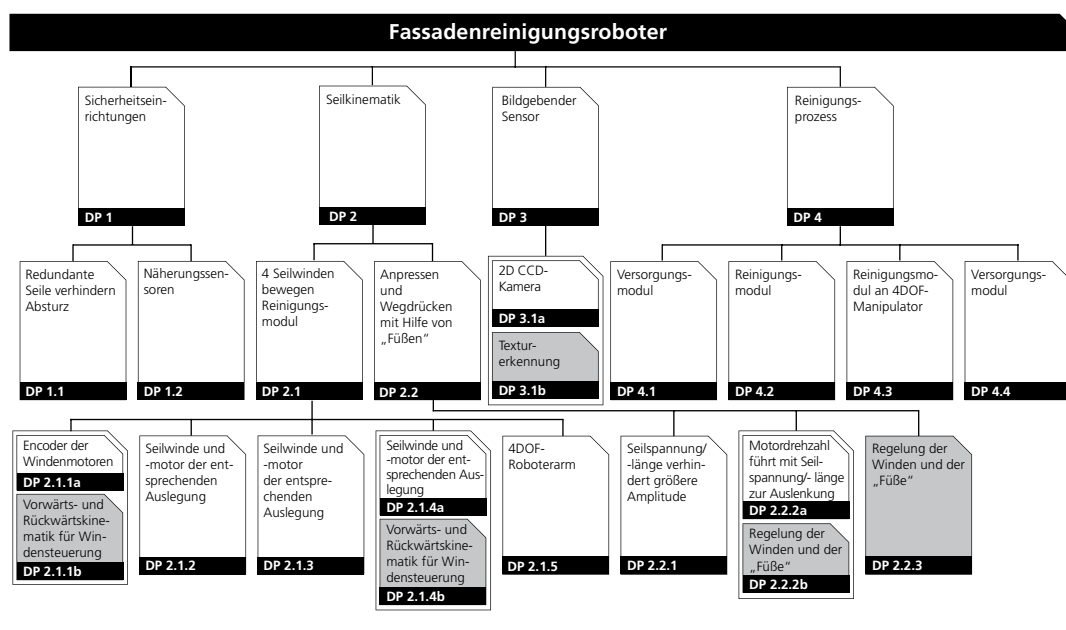 Fassadenreinigungsroboter
Sicherheitsein-
richtungen
DP 1
Seilkinematik
DP 2
Bildgebender
Sensor
DP 3
Reinigungs-
prozess
DP 4
Redundante
Seile verhindern
Absturz
DP 1.1
Näherungssen-
soren
DP 1.2
4 Seilwinden
bewegen
Reinigungs-
modul
DP 2.1
Anpressen
und
Wegdrücken
mit Hilfe von
„Füßen“
DP 2.2
2D CCD-
Kamera
DP 3.1a
Textur-
erkennung
DP 3.1b
Versorgungs-
modul
DP 4.1
Reinigungs-
modul
DP 4.2
Reinigungsmo-
dul an 4DOF-
Manipulator
DP 4.3
Versorgungs-
modul
DP 4.4
Encoder der
Windenmotoren
DP 2.1.1a
Vorwärts- und
Rückwärtskine-
matik für Win-
densteuerung
DP 2.1.1b
Seilwinde und
-motor der ent-
sprechenden
Auslegung
DP 2.1.2
Seilwinde und
-motor
der entspre-
chenden
Auslegung
DP 2.1.3
Seilwinde und
-motor der ent-
sprechenden Aus-
legung
DP 2.1.4a
Vorwärts- und
Rückwärtskine-
matik für Win-
densteuerung
DP 2.1.4b
4DOF-
Roboterarm
DP 2.1.5
Seilspannung/
-länge verhin-
dert größere
Amplitude
DP 2.2.1
Motordrehzahl
führt mit Seil-
spannung/- länge
zur Auslenkung
DP 2.2.2a
Regelung der
Winden und der
„Füße“
DP 2.2.2b
Regelung der
Winden und der
„Füße“
DP 2.2.3